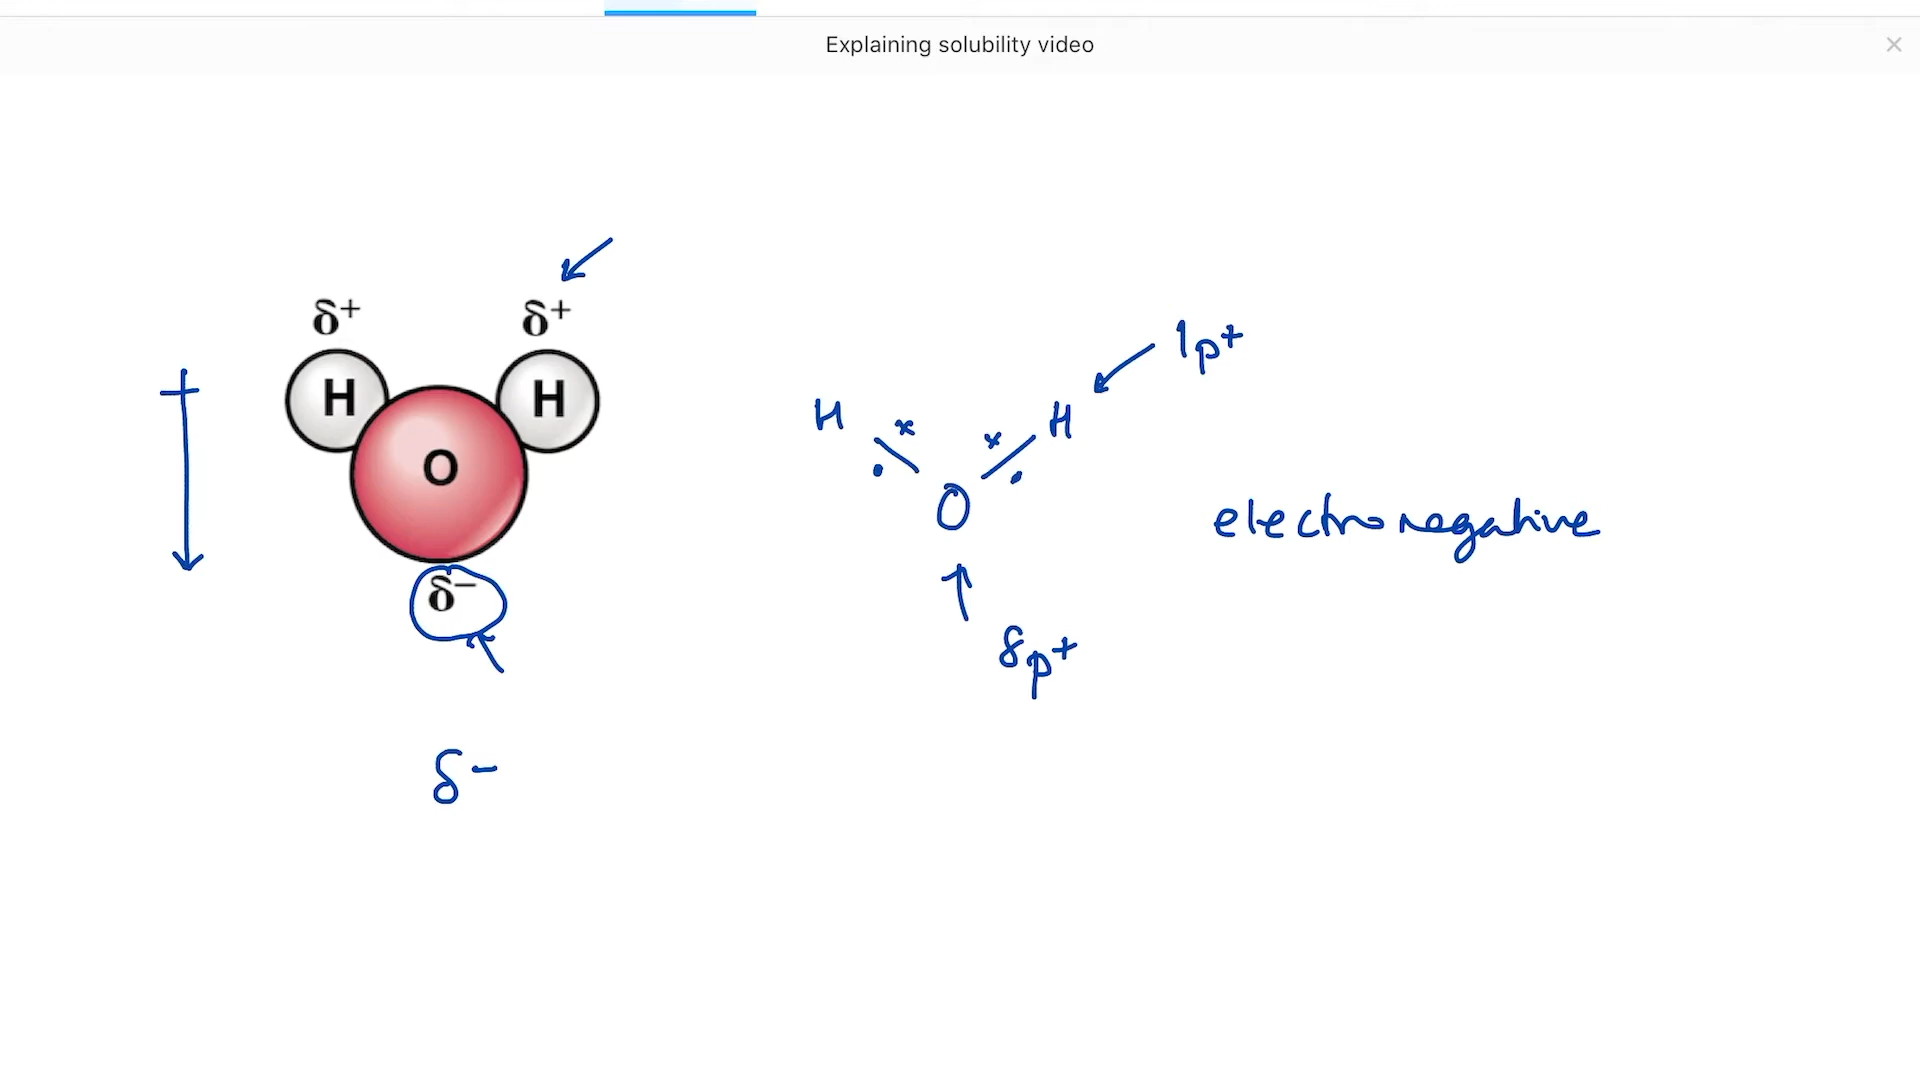 Explaining solubility video
δ+ δ+
H H
O
δ−
δ−
1p+
H x x H
O
8p+
electronegative